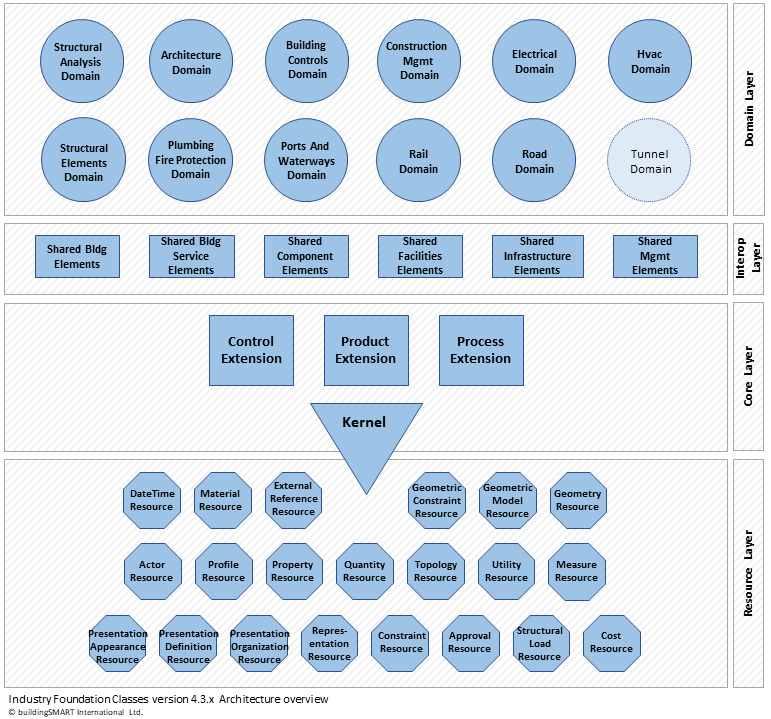 Structural
Analysis
Domain
Architecture
Domain
Building
Controls
Domain
Construction
Mgmt
Domain
Electrical
Domain
Hvac
Domain
Structural
Elements
Domain
Plumbing
Fire Protection
Domain
Ports And
Waterways
Domain
Rail
Domain
Road
Domain
Tunnel
Domain
Domain Layer
Shared Bldg
Elements
Shared Bldg
Service
Elements
Shared
Component
Elements
Shared
Facilities
Elements
Shared
Infrastructure
Elements
Shared
Mgmt
Elements
Interop
Layer
Control
Extension
Product
Extension
Process
Extension
Kernel
Core Layer
DateTime
Resource
Material
Resource
External
Reference
Resource
Geometric
Constraint
Resource
Geometric
Model
Resource
Geometry
Resource
Actor
Resource
Profile
Resource
Property
Resource
Quantity
Resource
Topology
Resource
Utility
Resource
Measure
Resource
Presentation
Appearance
Resource
Presentation
Definition
Resource
Presentation
Organization
Resource
Repres-
entation
Resource
Constraint
Resource
Approval
Resource
Structural
Load
Resource
Cost
Resource
Resource Layer
Industry Foundation Classes version 4.3.x Architecture overview
© buildingSMART International Ltd.